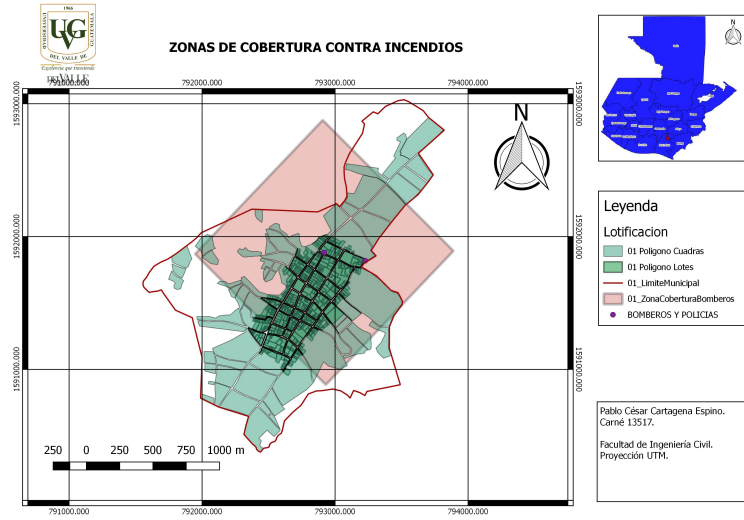 1966
UNIVERSIDAD
UVG
GUATEMALA
DEL VALLE DE
Excelencia que trasciende
DEL VALLE
ZONAS DE COBERTURA CONTRA INCENDIOS
791000.000
792000.000
793000.000
794000.000
1593000.000
1593000.000
N
N
1592000.000
1592000.000
1591000.000
1591000.000
250 0 250 500 750 1000 m
791000.000
792000.000
793000.000
794000.000
Leyenda
Lotificacion
01 Poligono Cuadras
01 Poligono Lotes
01_LimiteMunicipal
01_ZonaCoberturaBomberos
BOMBEROS Y POLICIAS
Pablo César Cartagena Espino.
Carné 13517.
Facultad de Ingeniería Civil.
Proyección UTM.